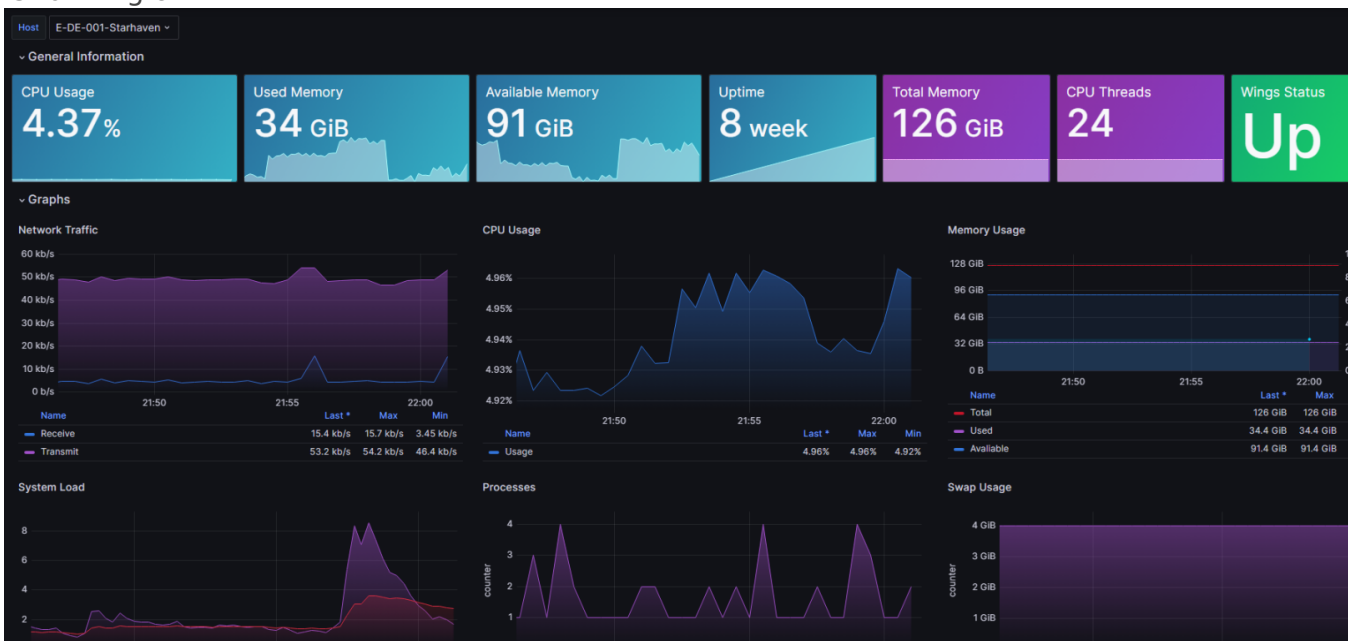 Host E-DE-001-Starhaven
General Information
CPU Usage
4.37%
Used Memory
34 GiB
Available Memory
91 GiB
Uptime
8 week
Total Memory
126 GiB
CPU Threads
24
Wings Status
Up
Graphs
Network Traffic
60 kb/s
50 kb/s
40 kb/s
30 kb/s
20 kb/s
10 kb/s
0 b/s
21:50 21:55 22:00
Name Last * Max Min
Receive 15.4 kb/s 15.7 kb/s 3.45 kb/s
Transmit 53.2 kb/s 54.2 kb/s 46.4 kb/s
CPU Usage
4.96%
4.95%
4.94%
4.93%
4.92%
21:50 21:55 22:00
Name Last * Max Min
Usage 4.96% 4.96% 4.92%
Memory Usage
128 GiB
96 GiB
64 GiB
32 GiB
0 B
21:50 21:55 22:00
Name Last * Max
Total 126 GiB 126 GiB
Used 34.4 GiB 34.4 GiB
Available 91.4 GiB 91.4 GiB
System Load
8
6
4
2
Processes
counter
4
3
2
1
Swap Usage
counter
4 GiB
3 GiB
2 GiB
1 GiB